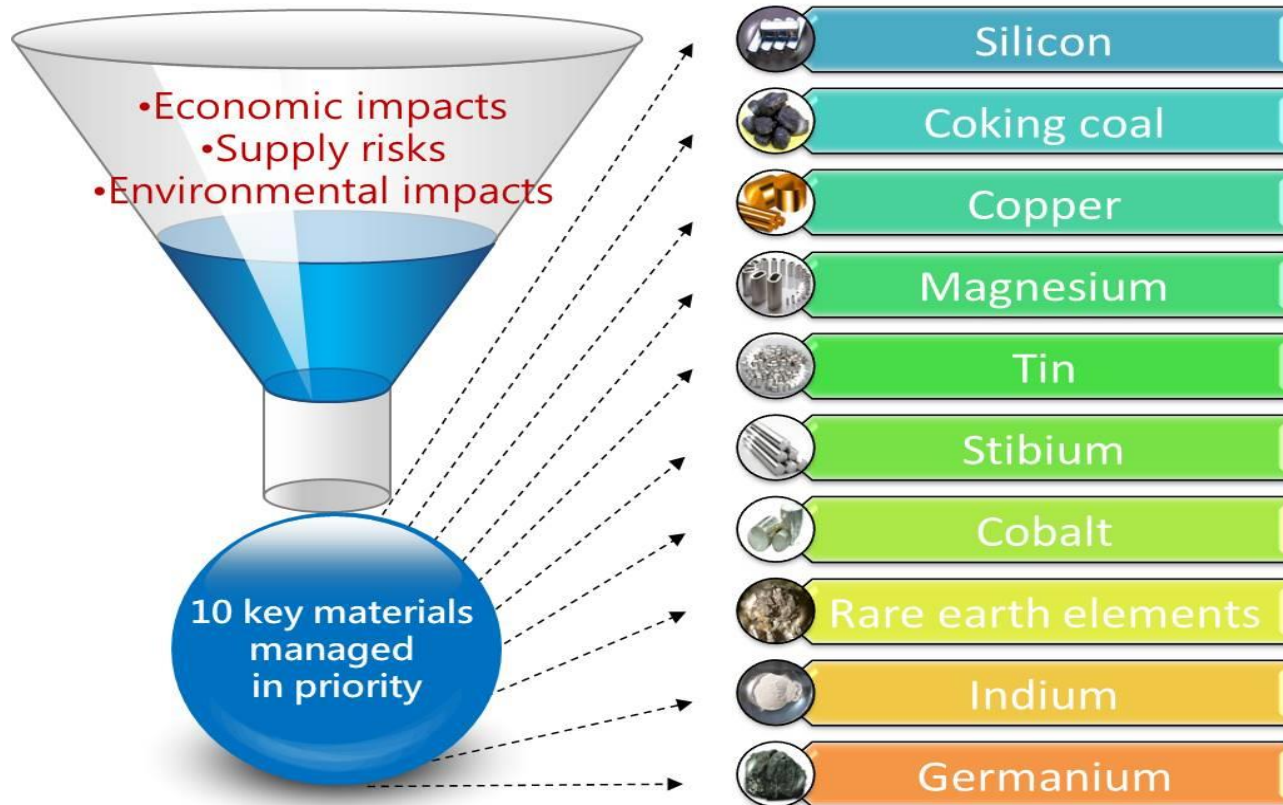 •Economic impacts
•Supply risks
•Environmental impacts
10 key materials
managed
in priority
Silicon
Coking coal
Copper
Magnesium
Tin
Stibium
Cobalt
Rare earth elements
Indium
Germanium